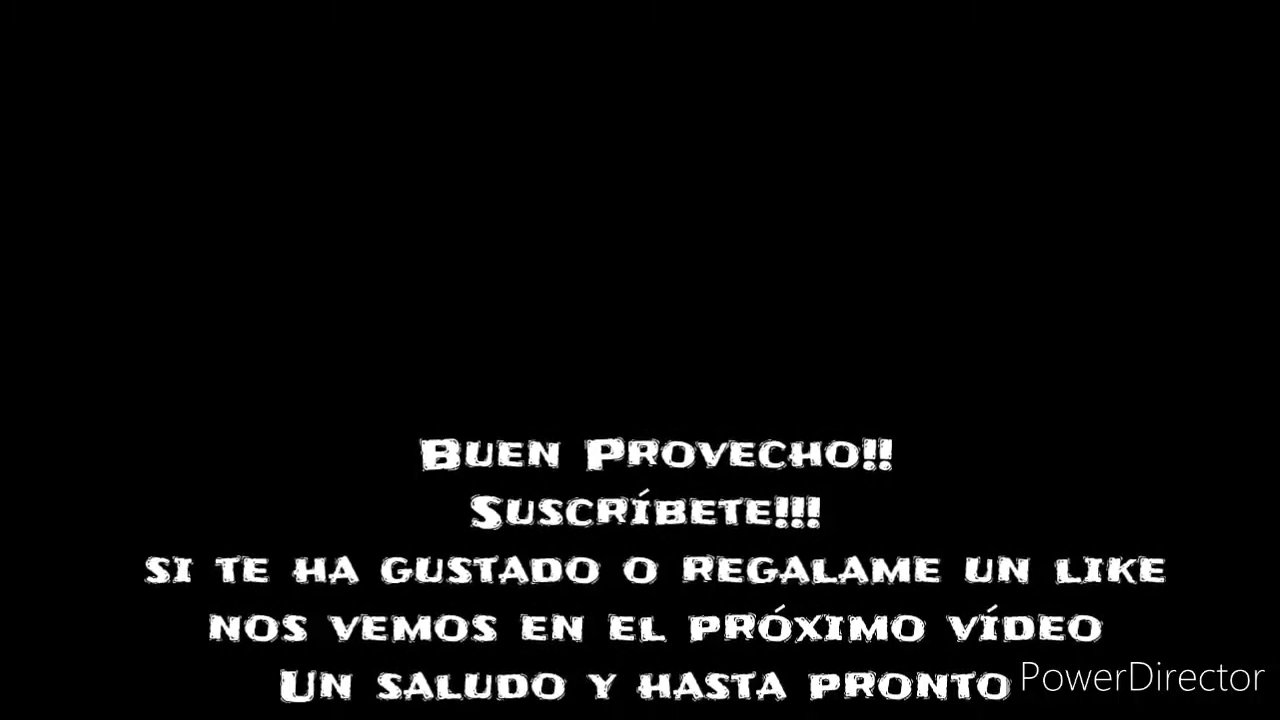 Buen Provecho!!
Suscríbete!!!
si te ha gustado o regalame un like
nos vemos en el próximo vídeo
Un saludo y hasta pronto
PowerDirector